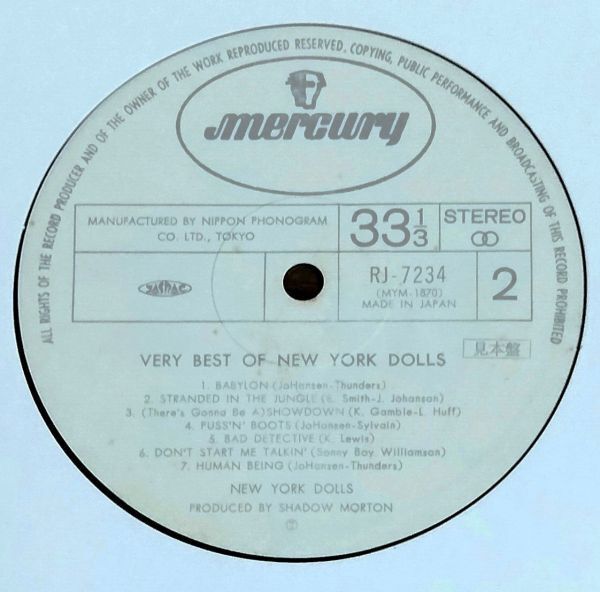 ALL RIGHTS OF THE RECORD PRODUCER AND OF THE OWNER OF THE WORK REPRODUCED RESERVED. COPYING, PUBLIC PERFORMANCE AND BROADCASTING OF THIS RECORD PROHIBITED
mercury
MANUFACTURED BY NIPPON PHONOGRAM
CO. LTD., TOKYO
33 1/3
STEREO
JASRAC
RJ-7234
(MYM-1870)
MADE IN JAPAN
2
VERY BEST OF NEW YORK DOLLS
見本盤
1. BABYLON (JoHansen-Thunders)
2. STRANDED IN THE JUNGLE (E. Smith-J. Johanson)
3. (There's Gonna Be A)SHOWDOWN (K. Gamble-L. Huff)
4. PUSS'N' BOOTS (JoHansen-Sylvain)
5. BAD DETECTIVE (K. Lewis)
6. DON'T START ME TALKIN' (Sonny Boy Williamson)
7. HUMAN BEING (JoHansen-Thunders)
NEW YORK DOLLS
PRODUCED BY SHADOW MORTON
Ⓟ